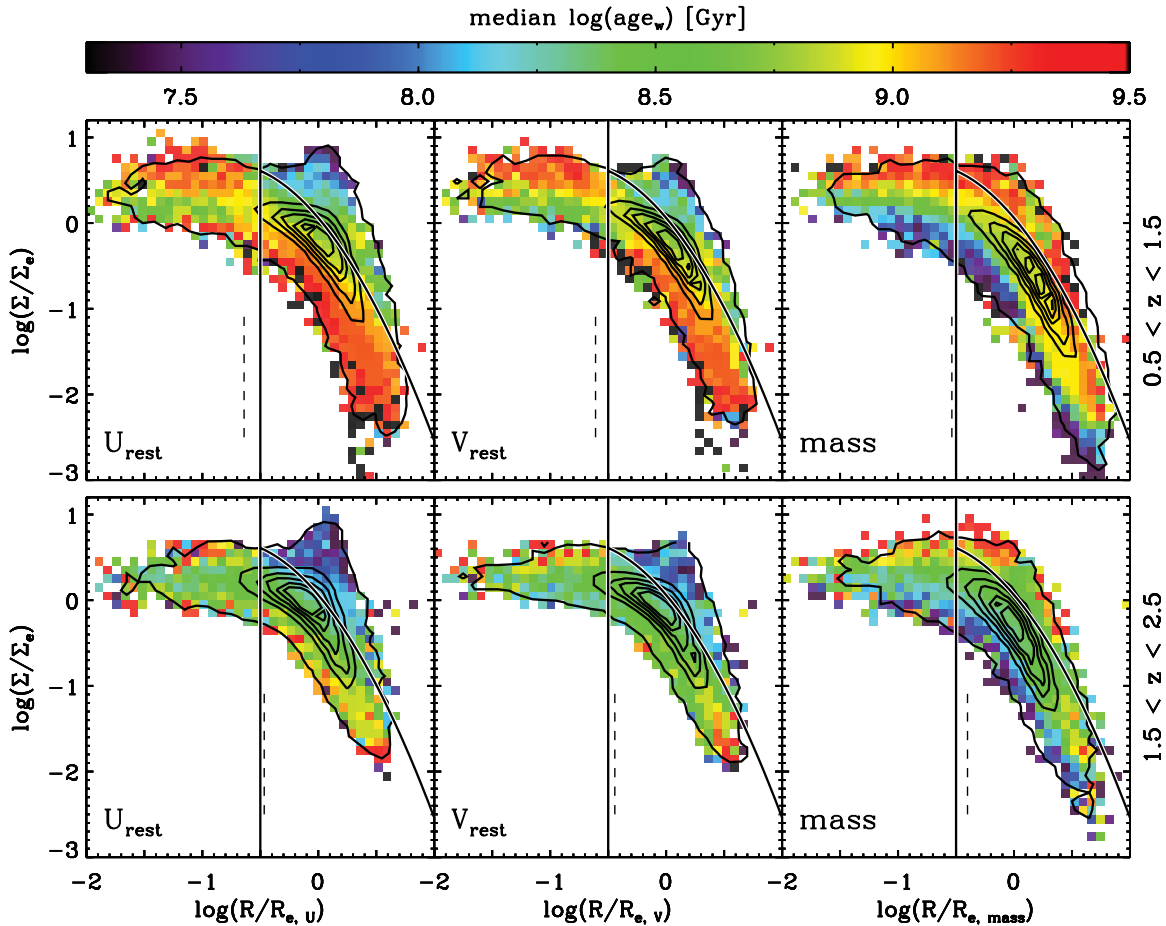 median log(age_w) [Gyr]
7.5 8.0 8.5 9.0 9.5
1
0
−1
−2
−3
log(Σ/Σ_e)
U_rest
V_rest
mass
0.5 < z < 1.5
1
0
−1
−2
−3
log(Σ/Σ_e)
U_rest
V_rest
mass
1.5 < z < 2.5
−2 −1 0 −2 −1 0 −2 −1 0 1
log(R/R_e, U)
log(R/R_e, V)
log(R/R_e, mass)